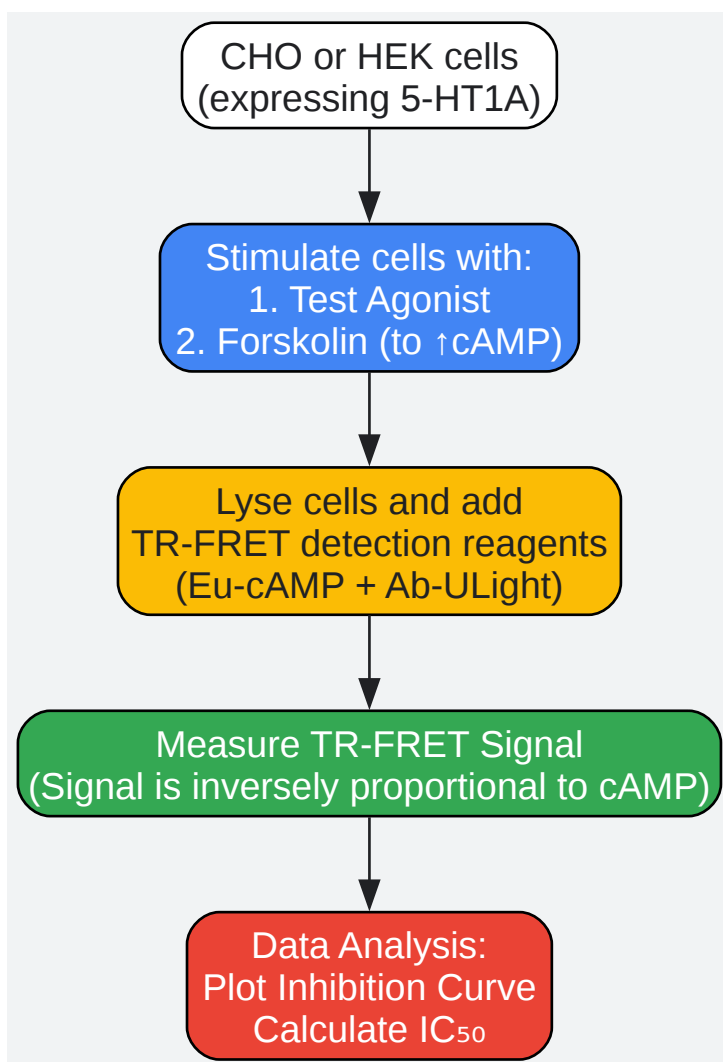 CHO or HEK cells
(expressing 5-HT1A)
Stimulate cells with:
1. Test Agonist
2. Forskolin (to ↑cAMP)
Lyse cells and add
TR-FRET detection reagents
(Eu-cAMP + Ab-ULight)
Measure TR-FRET Signal
(Signal is inversely proportional to cAMP)
Data Analysis:
Plot Inhibition Curve
Calculate IC₅₀